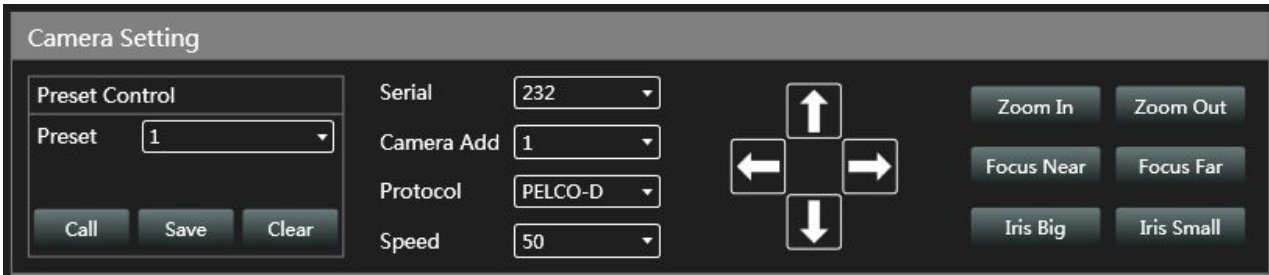 Camera Setting
Preset Control
Preset 1
Call Save Clear
Serial 232
Camera Add 1
Protocol PELCO-D
Speed 50
Zoom In Zoom Out
Focus Near Focus Far
Iris Big Iris Small